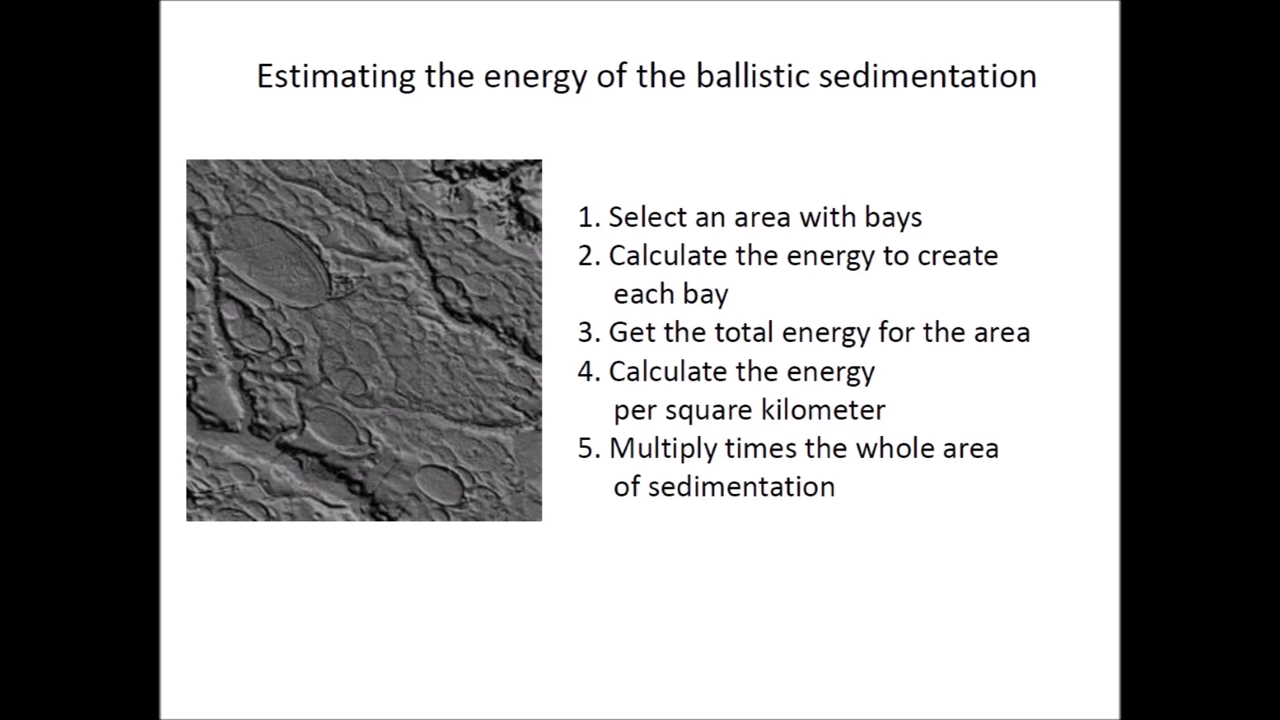 Estimating the energy of the ballistic sedimentation
1. Select an area with bays
2. Calculate the energy to create
each bay
3. Get the total energy for the area
4. Calculate the energy
per square kilometer
5. Multiply times the whole area
of sedimentation